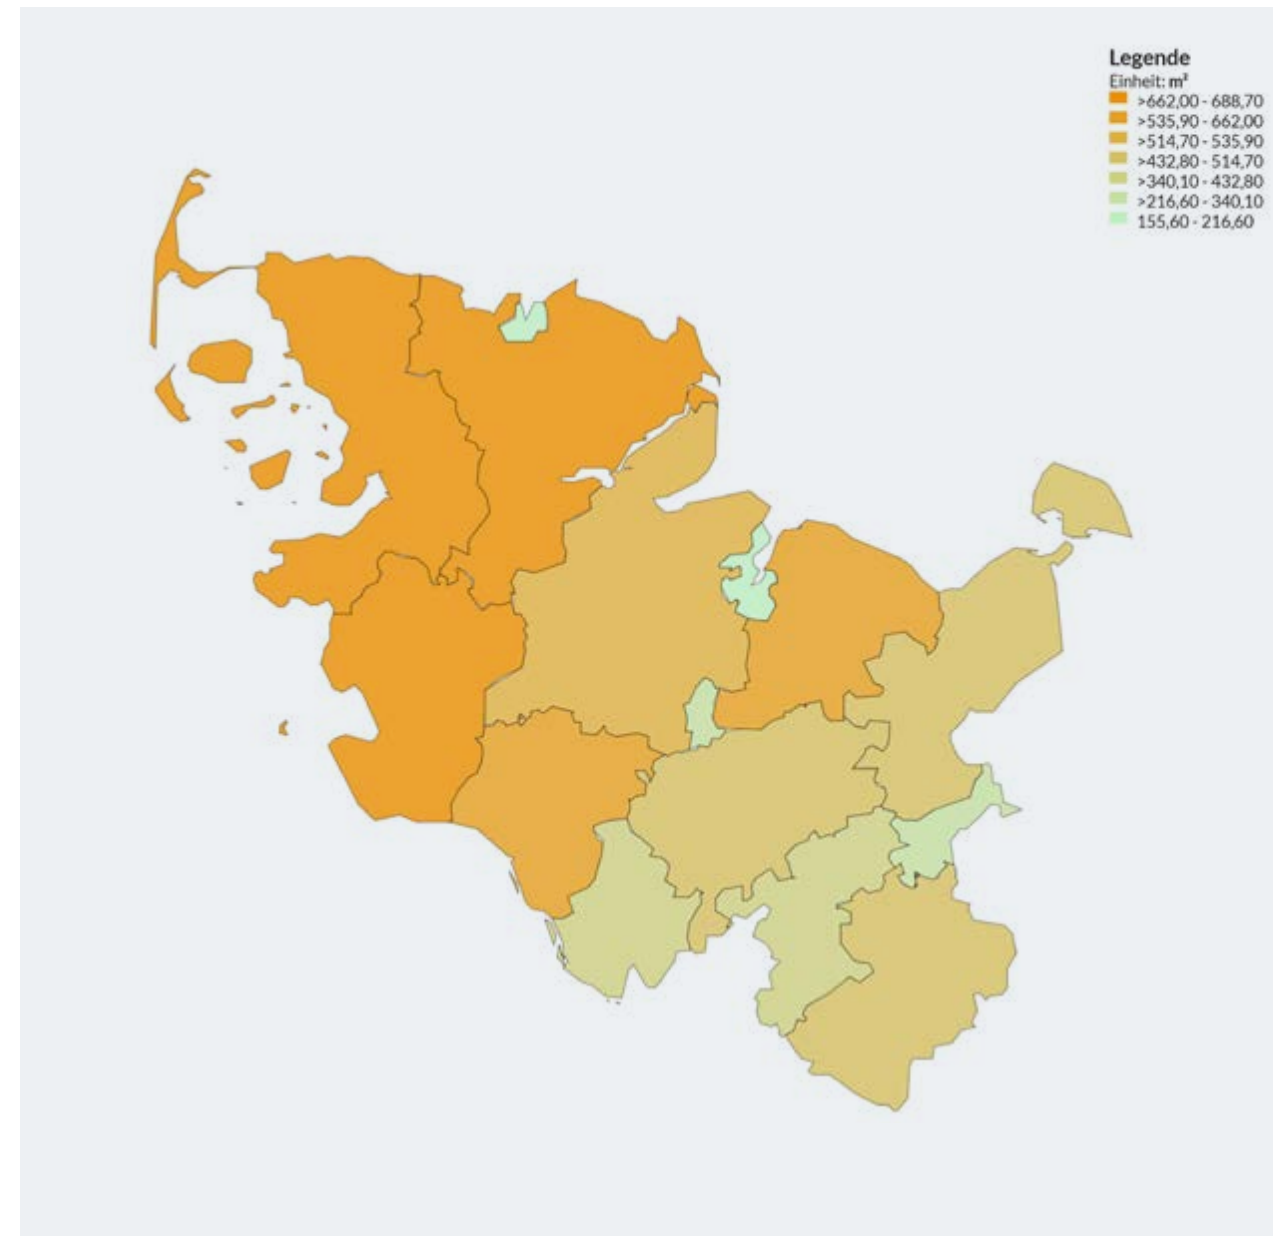 Legende
Einheit: m²
>662,00 - 688,70
>535,90 - 662,00
>514,70 - 535,90
>432,80 - 514,70
>340,10 - 432,80
>216,60 - 340,10
155,60 - 216,60